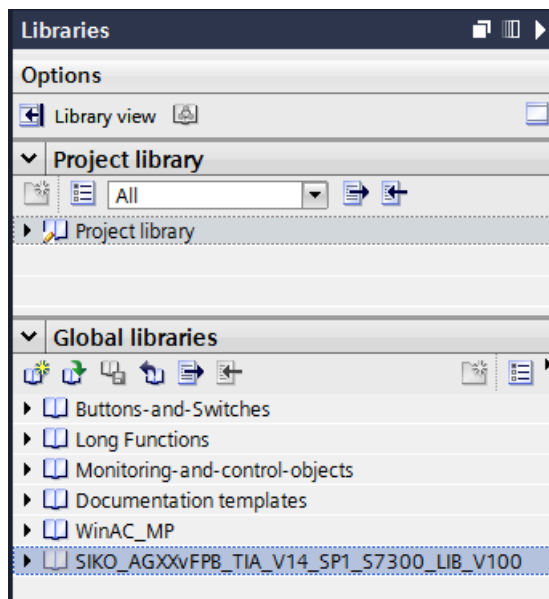 Libraries
Options
Library view
Project library
All
Project library
Global libraries
Buttons-and-Switches
Long Functions
Monitoring-and-control-objects
Documentation templates
WinAC_MP
SIKO_AGXXvFPB_TIA_V14_SP1_S7300_LIB_V100